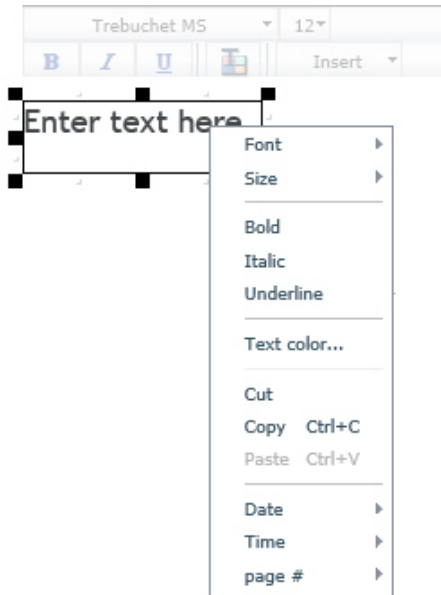 Trebuchet MS 12
B I U Insert
Enter text here
Font
Size
Bold
Italic
Underline
Text color...
Cut
Copy Ctrl+C
Paste Ctrl+V
Date
Time
page #